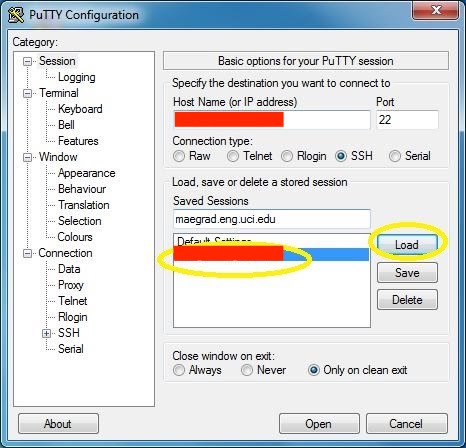 PuTTY Configuration
Category:
Session
Logging
Terminal
Keyboard
Bell
Features
Window
Appearance
Behaviour
Translation
Selection
Colours
Connection
Data
Proxy
Telnet
Rlogin
SSH
Serial
Basic options for your PuTTY session
Specify the destination you want to connect to
Host Name (or IP address) Port
22
Connection type:
Raw Telnet Rlogin SSH Serial
Load, save or delete a stored session
Saved Sessions
maegrad.eng.uci.edu
Default Settings
Load
Save
Delete
Close window on exit:
Always Never Only on clean exit
About Open Cancel